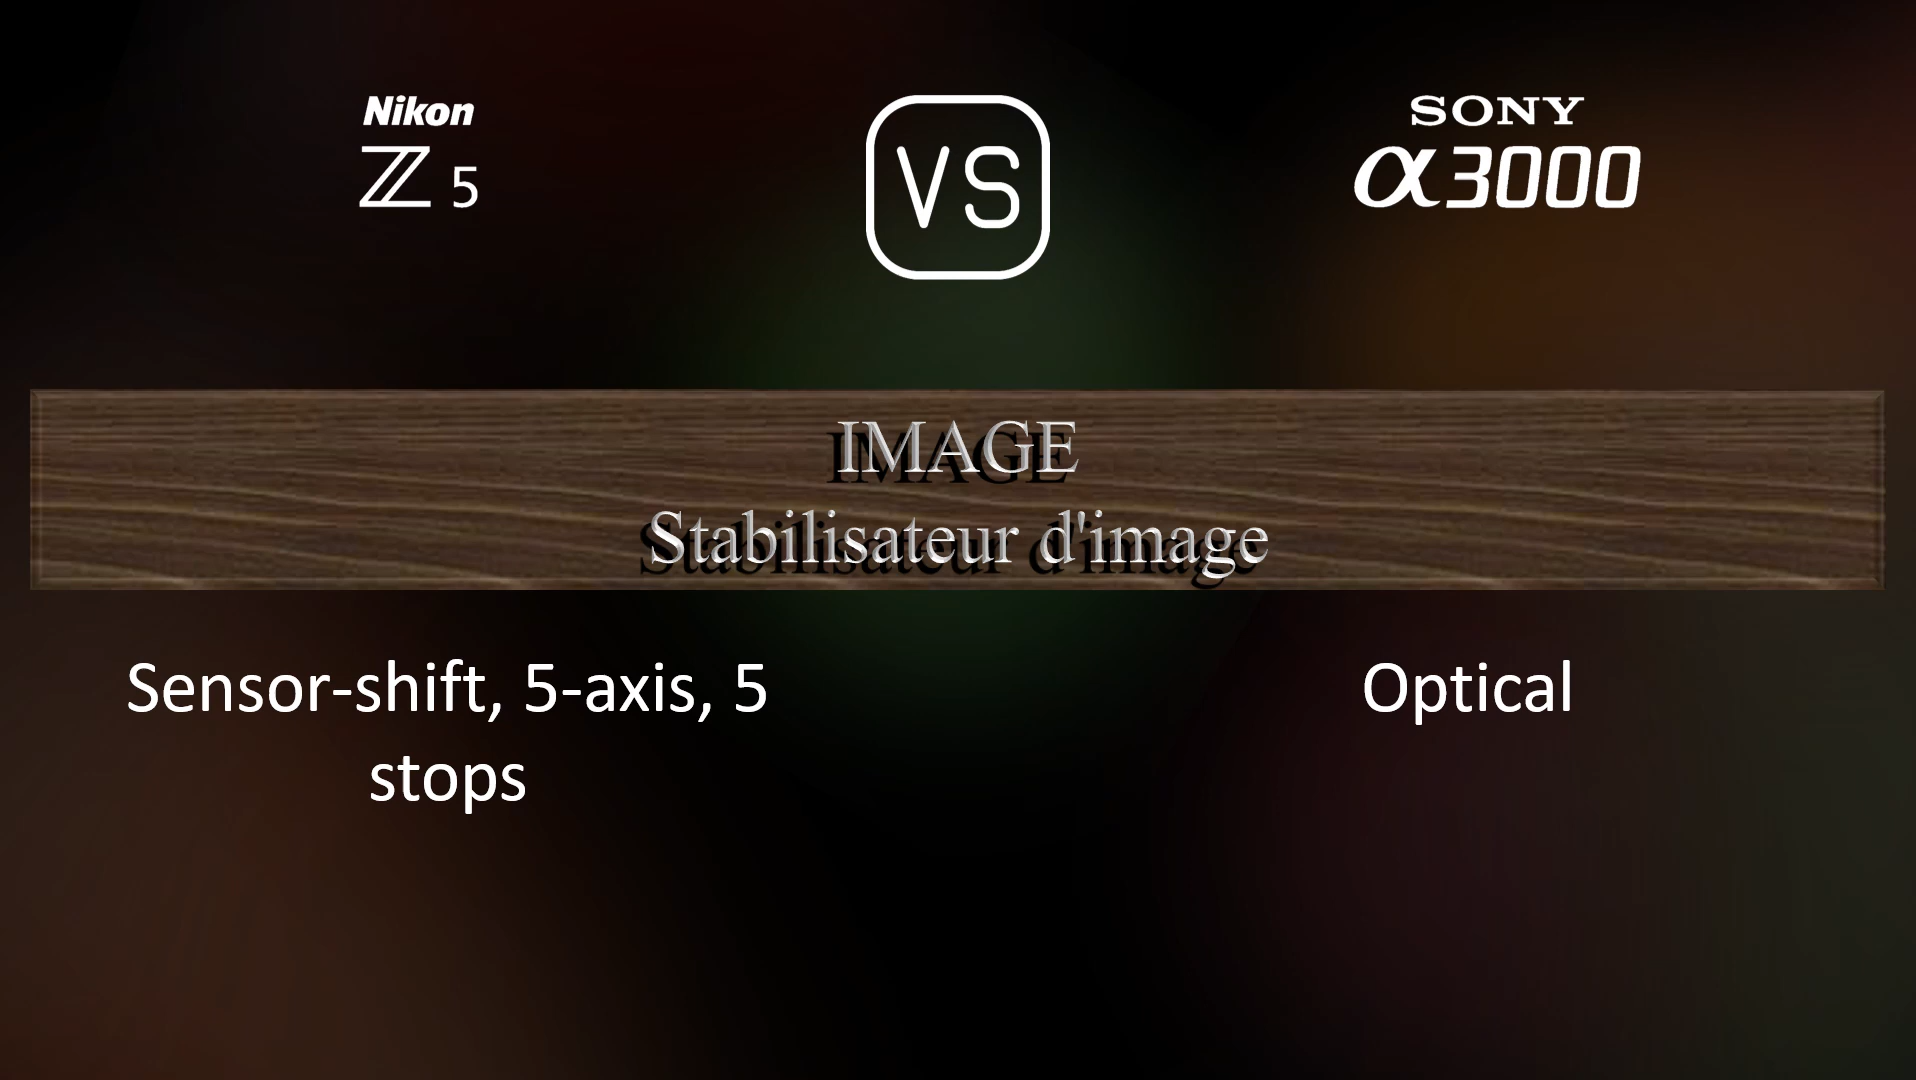 Nikon
Z 5
VS
SONY
α3000
IMAGE
Stabilisateur d'image
Sensor-shift, 5-axis, 5
stops
Optical